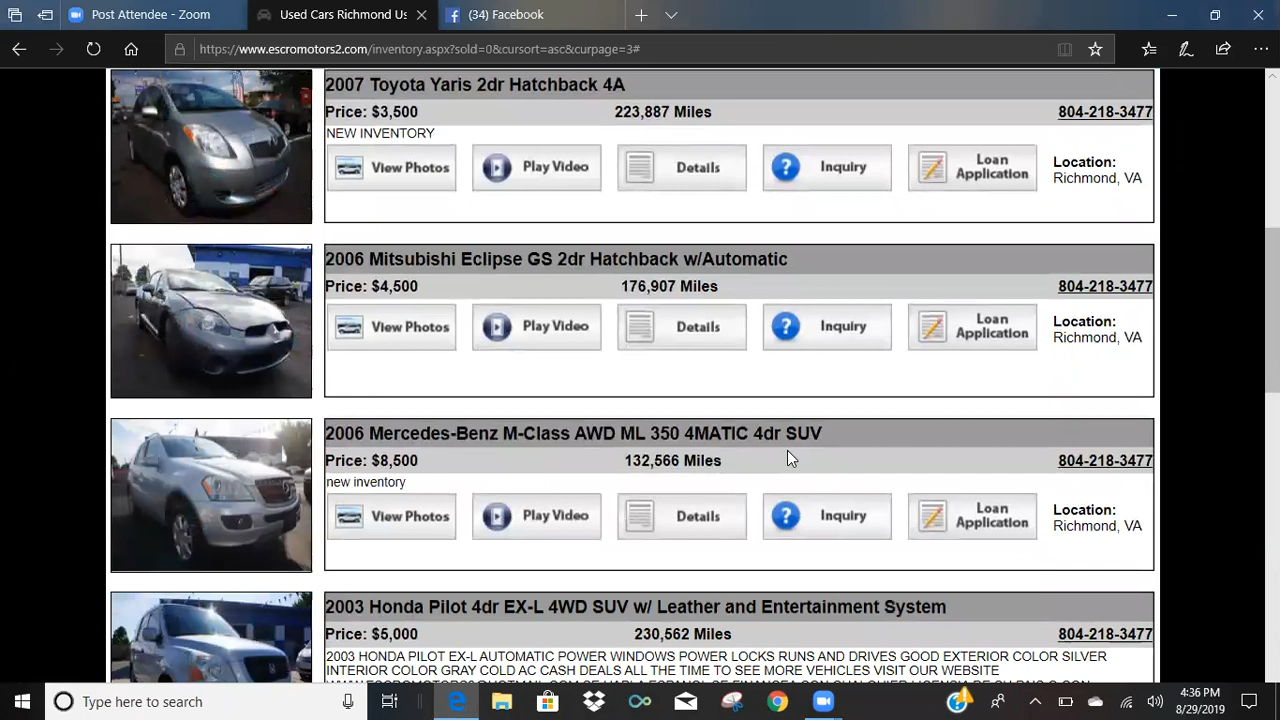 Post Attendee - Zoom
Used Cars Richmond Us
(34) Facebook
https://www.escromotors2.com/inventory.aspx?sold=0&cursort=asc&curpage=3#
2007 Toyota Yaris 2dr Hatchback 4A
Price: $3,500 223,887 Miles 804-218-3477
NEW INVENTORY
View Photos Play Video Details Inquiry Loan Application
Location:
Richmond, VA
2006 Mitsubishi Eclipse GS 2dr Hatchback w/Automatic
Price: $4,500 176,907 Miles 804-218-3477
View Photos Play Video Details Inquiry Loan Application
Location:
Richmond, VA
2006 Mercedes-Benz M-Class AWD ML 350 4MATIC 4dr SUV
Price: $8,500 132,566 Miles 804-218-3477
new inventory
View Photos Play Video Details Inquiry Loan Application
Location:
Richmond, VA
2003 Honda Pilot 4dr EX-L 4WD SUV w/ Leather and Entertainment System
Price: $5,000 230,562 Miles 804-218-3477
2003 HONDA PILOT EX-L AUTOMATIC POWER WINDOWS POWER LOCKS RUNS AND DRIVES GOOD EXTERIOR COLOR SILVER
INTERIOR COLOR GRAY COLD AC CASH DEALS ALL THE TIME TO SEE MORE VEHICLES VISIT OUR WEBSITE
Type here to search
4:36 PM
8/29/2019